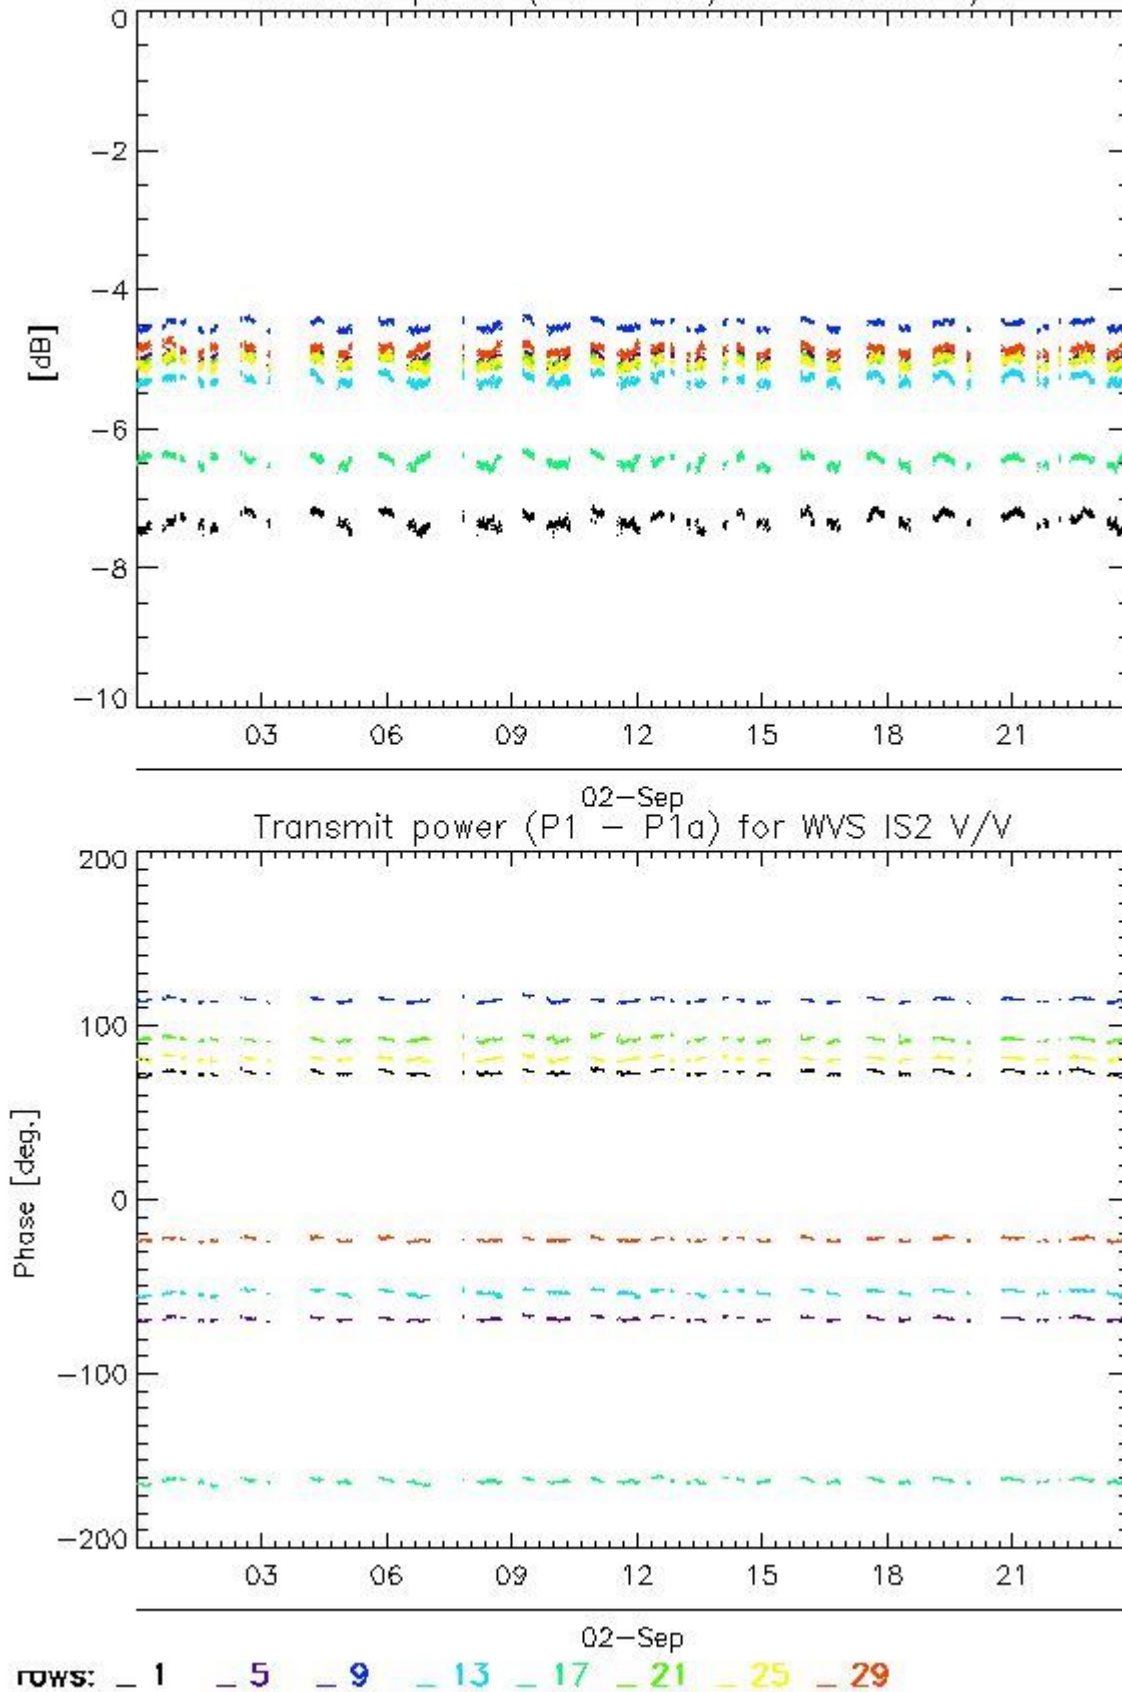 0
-2
-4
[dB]
-6
-8
-10
03 06 09 12 15 18 21
02-Sep
Transmit power (P1 - P1a) for WVS IS2 V/V
200
100
0
Phase [deg.]
-100
-200
03 06 09 12 15 18 21
02-Sep
rows: _ 1 _ 5 _ 9 _ 13 _ 17 _ 21 _ 25 _ 29